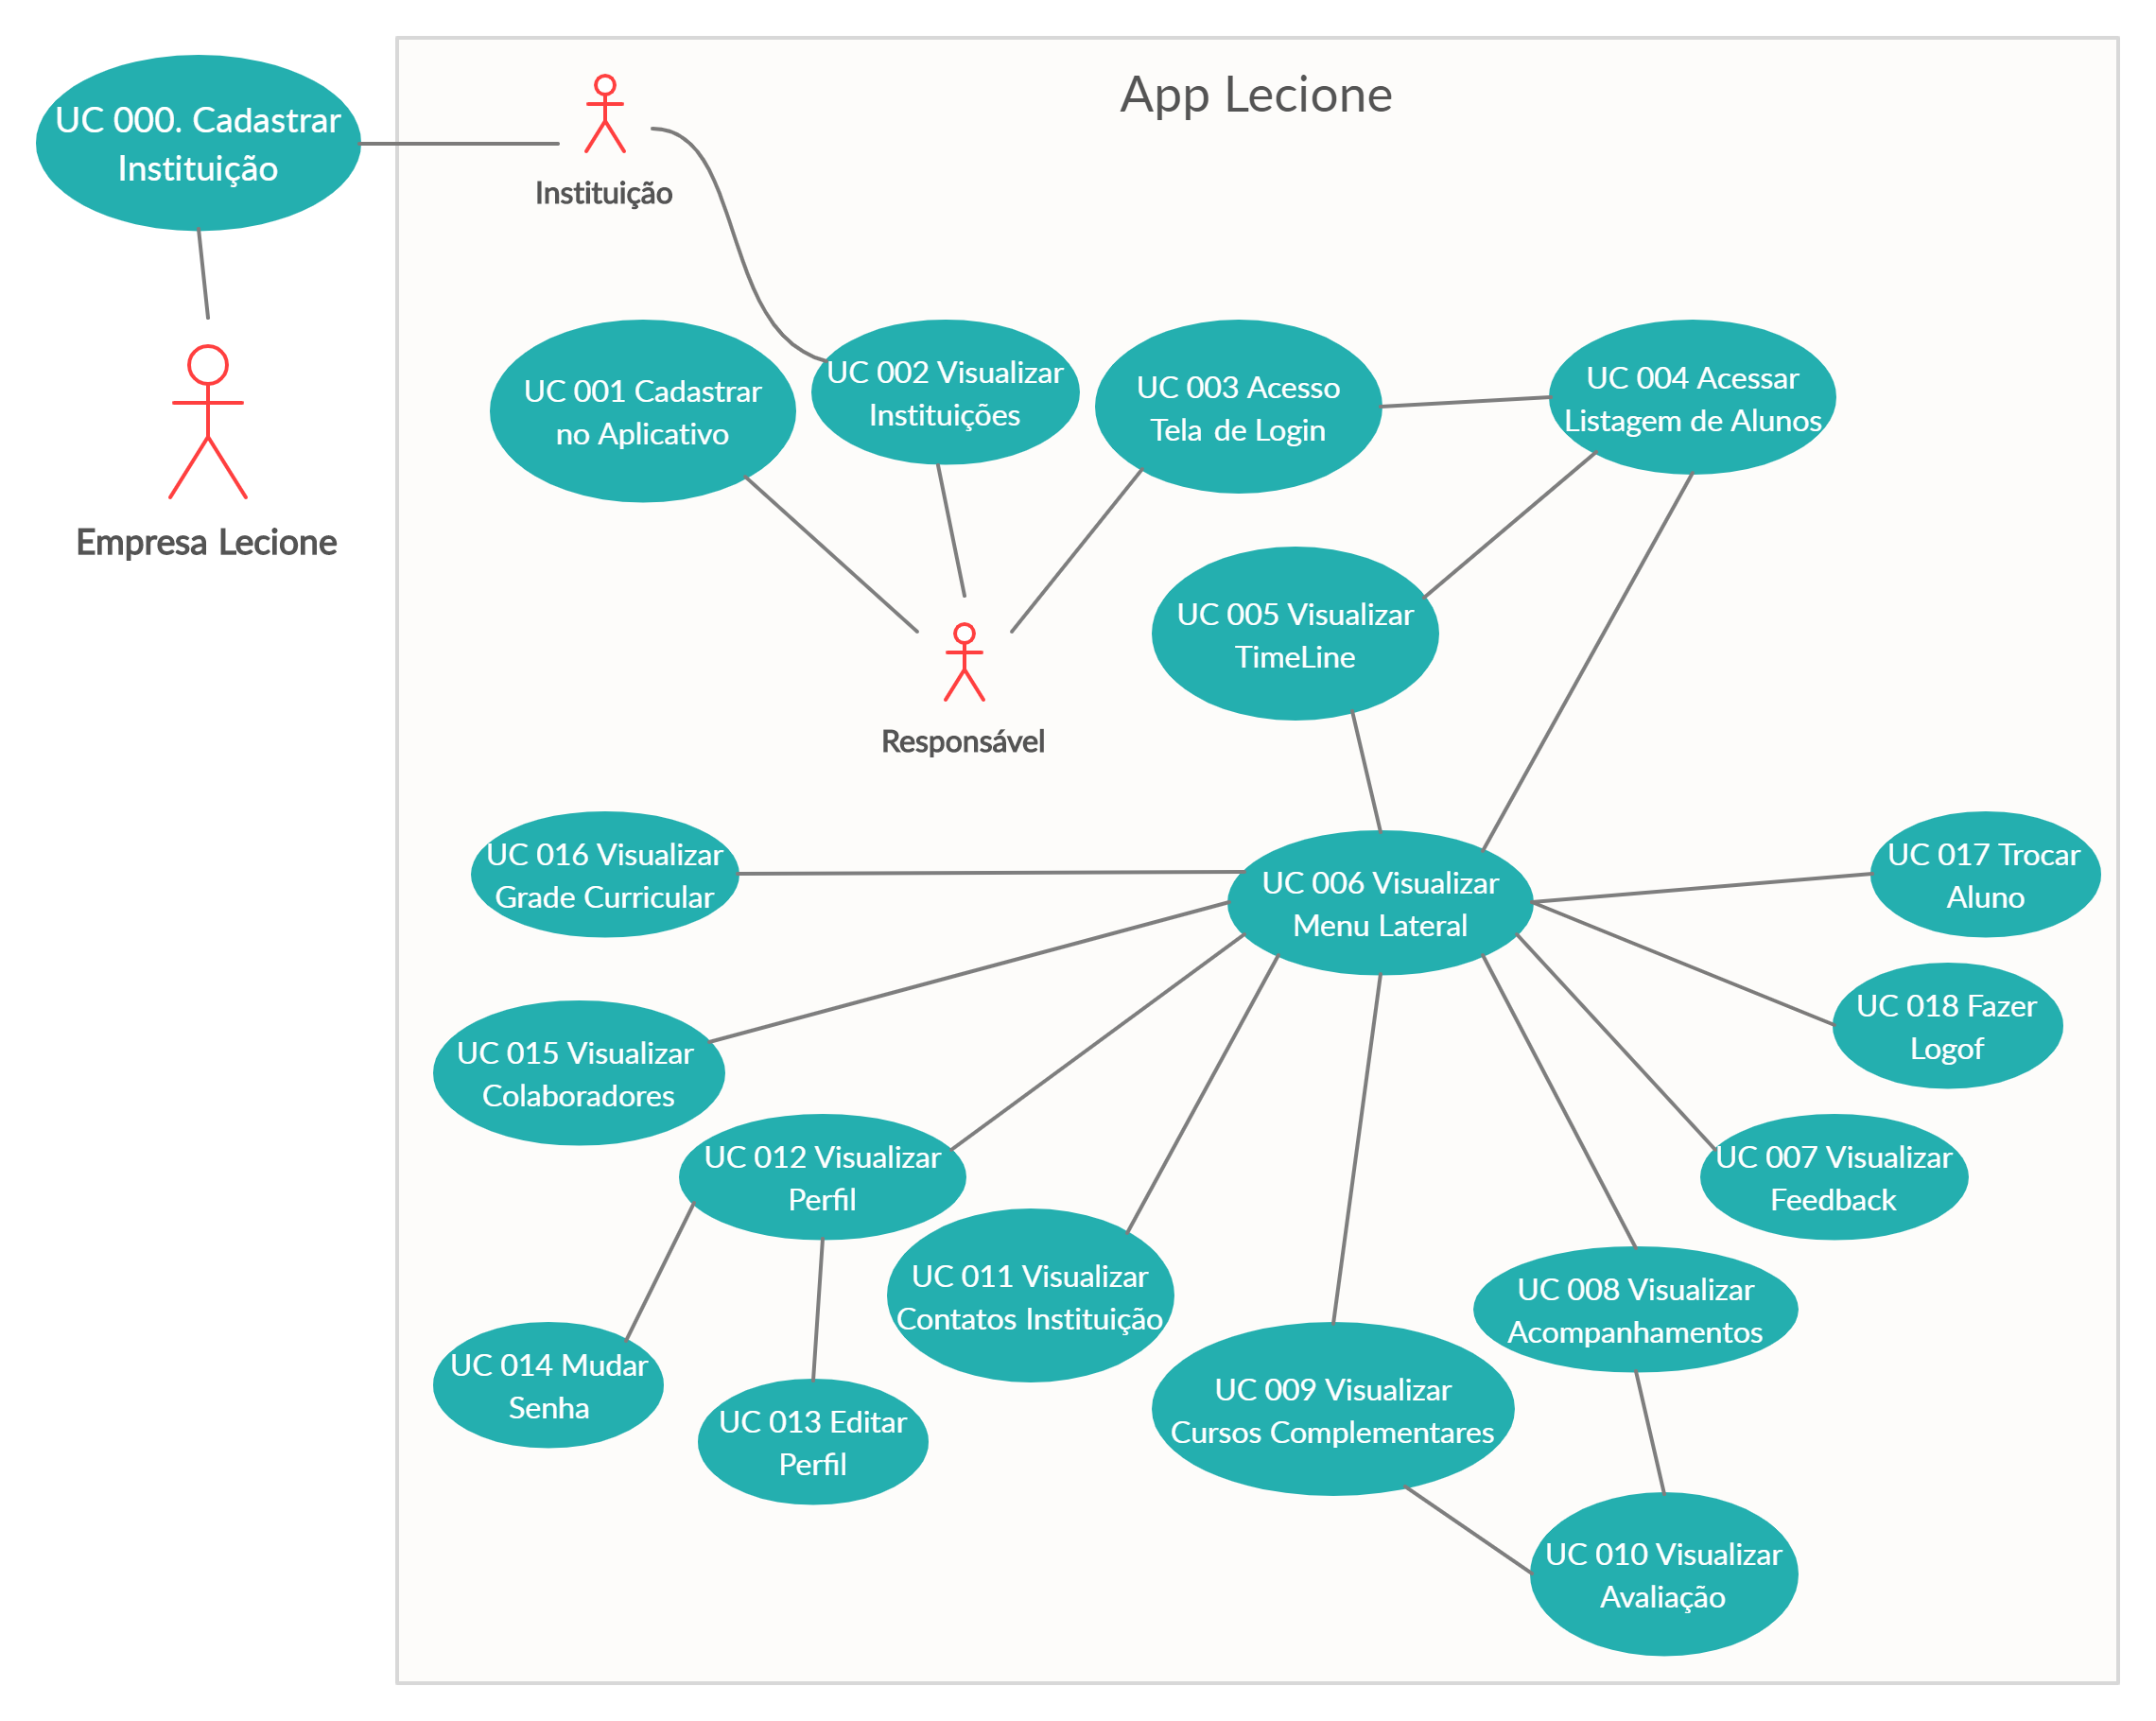 App Lecione
UC 000. Cadastrar
Instituição
Instituição
Empresa Lecione
UC 001 Cadastrar
no Aplicativo
UC 002 Visualizar
Instituições
UC 003 Acesso
Tela de Login
UC 004 Acessar
Listagem de Alunos
UC 005 Visualizar
TimeLine
Responsável
UC 016 Visualizar
Grade Curricular
UC 006 Visualizar
Menu Lateral
UC 017 Trocar
Aluno
UC 015 Visualizar
Colaboradores
UC 018 Fazer
Logof
UC 012 Visualizar
Perfil
UC 007 Visualizar
Feedback
UC 011 Visualizar
Contatos Instituição
UC 008 Visualizar
Acompanhamentos
UC 014 Mudar
Senha
UC 013 Editar
Perfil
UC 009 Visualizar
Cursos Complementares
UC 010 Visualizar
Avaliação